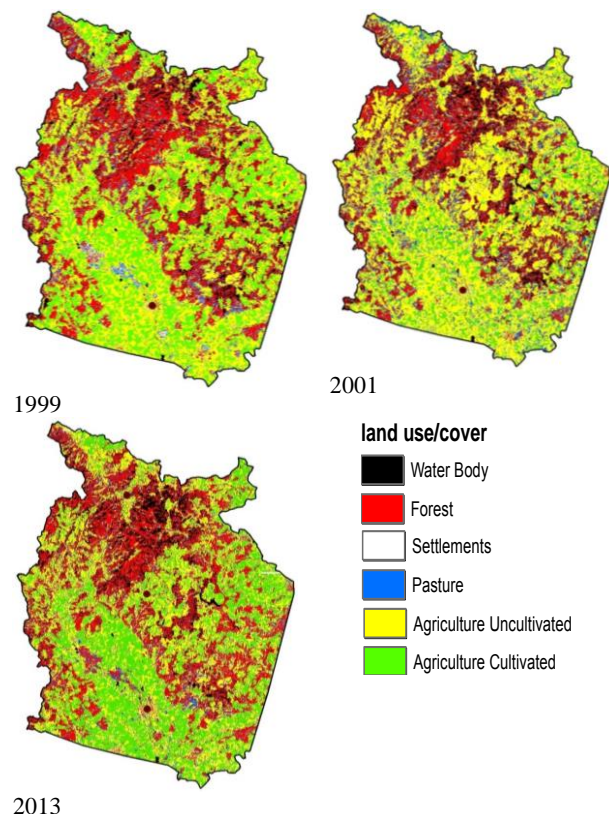 1999
2001
land use/cover
Water Body
Forest
Settlements
Pasture
Agriculture Uncultivated
Agriculture Cultivated
2013